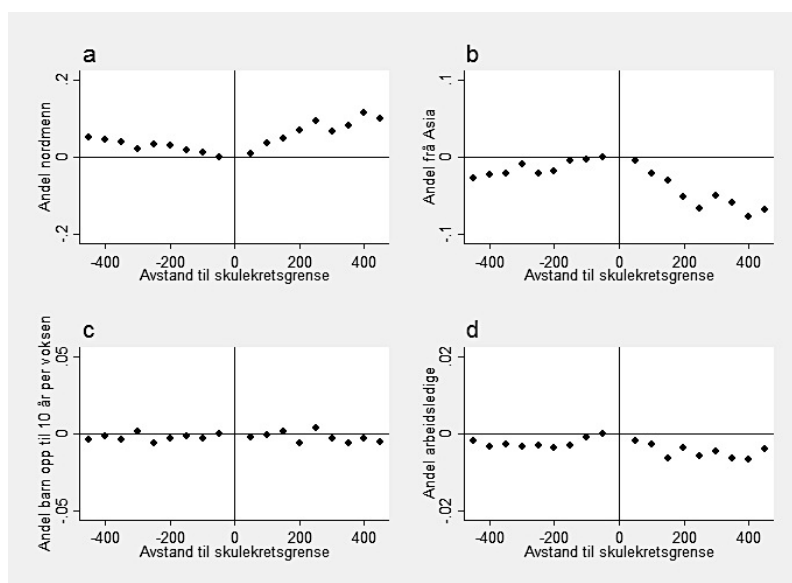 a
.2
0
-.2
Andel nordmenn
-400 -200 0 200 400
Avstand til skulekretsgrense
b
.1
0
-.1
Andel frå Asia
-400 -200 0 200 400
Avstand til skulekretsgrense
c
.05
0
-.05
Andel barn opp til 10 år per voksen
-400 -200 0 200 400
Avstand til skulekretsgrense
d
.02
0
-.02
Andel arbeidsledige
-400 -200 0 200 400
Avstand til skulekretsgrense